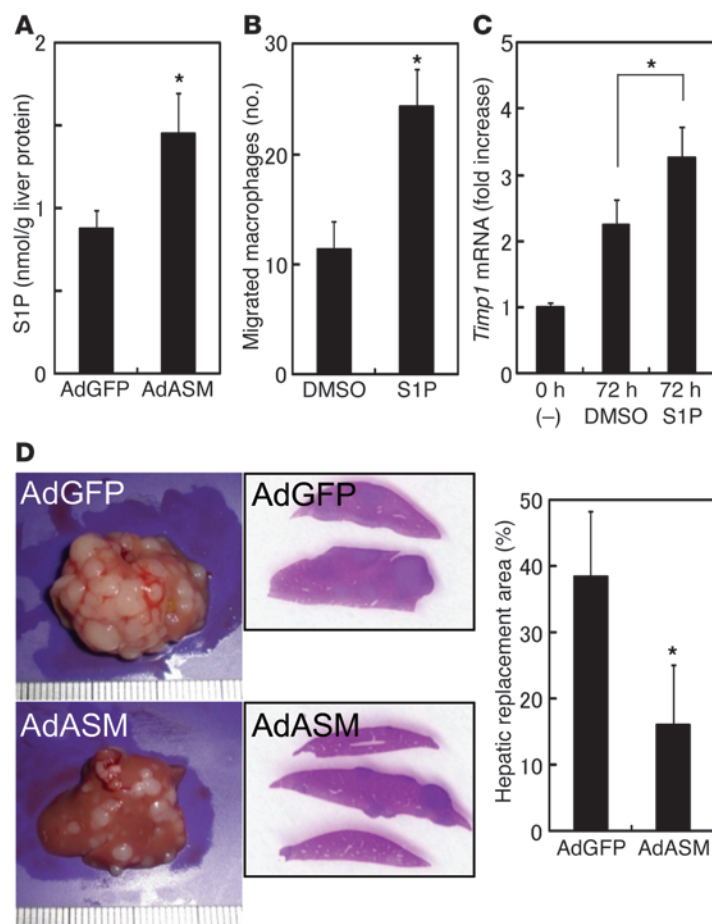 A
S1P (nmol/g liver protein)
2
1
0
*
AdGFP AdASM
B
Migrated macrophages (no.)
30
20
10
0
*
DMSO S1P
C
Timp1 mRNA (fold increase)
5
4
3
2
1
0
*
0 h 72 h 72 h
(–) DMSO S1P
D
AdGFP
AdGFP
AdASM
AdASM
Hepatic replacement area (%)
50
40
30
20
10
0
*
AdGFP AdASM